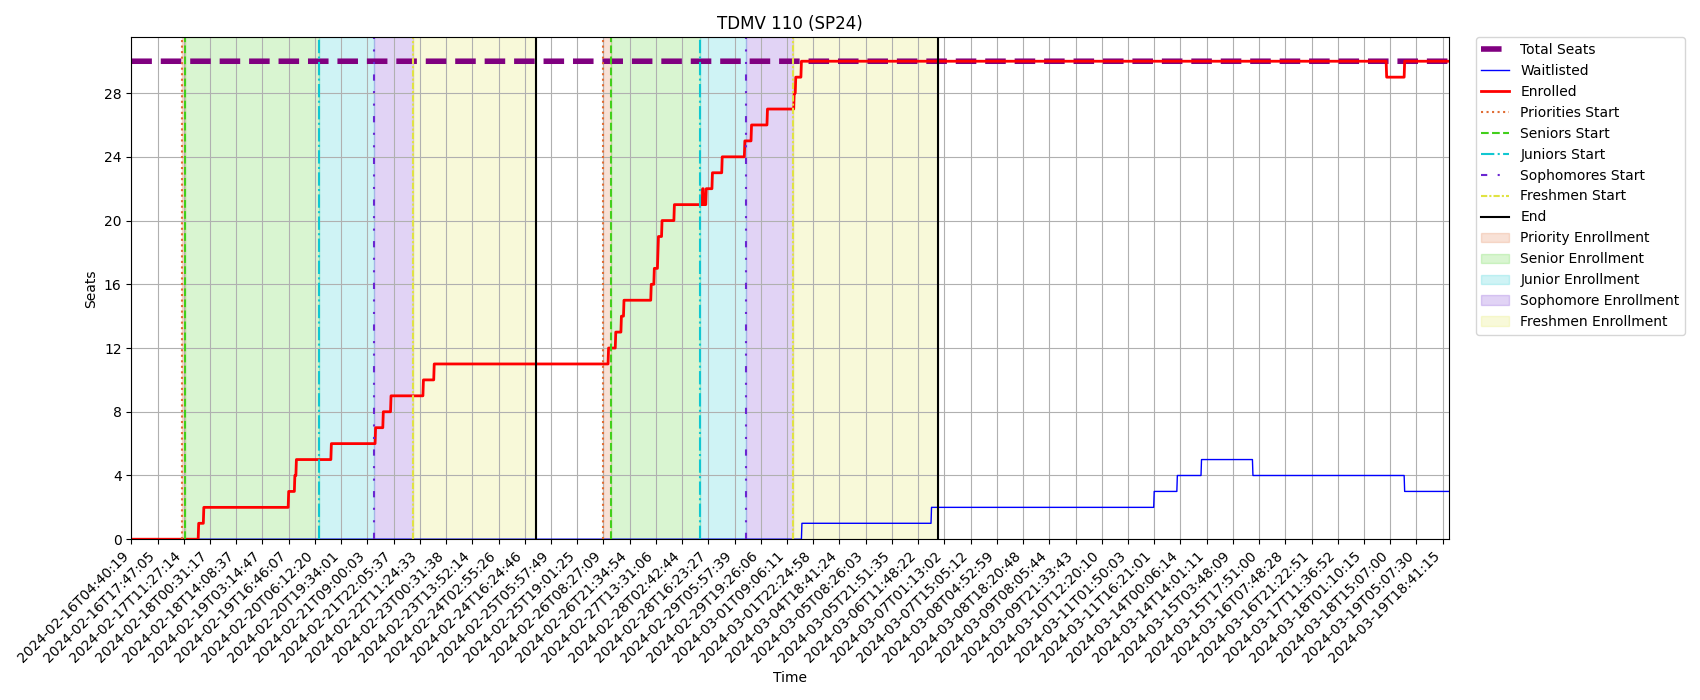 TDMV 110 (SP24)
Total Seats
Waitlisted
Enrolled
Priorities Start
Seniors Start
Juniors Start
Sophomores Start
Freshmen Start
End
Priority Enrollment
Senior Enrollment
Junior Enrollment
Sophomore Enrollment
Freshmen Enrollment
Seats
28
24
20
16
12
8
4
0
2024-02-16T04:40:19
2024-02-16T17:47:05
2024-02-17T11:27:14
2024-02-18T00:31:17
2024-02-18T14:08:37
2024-02-19T03:14:47
2024-02-19T16:46:07
2024-02-20T06:12:20
2024-02-20T19:34:01
2024-02-21T09:00:03
2024-02-21T22:05:37
2024-02-22T11:24:33
2024-02-23T00:31:38
2024-02-23T13:52:14
2024-02-24T02:55:26
2024-02-24T16:24:46
2024-02-25T05:57:49
2024-02-25T19:01:25
2024-02-26T08:27:09
2024-02-26T21:34:54
2024-02-27T13:31:06
2024-02-28T02:42:44
2024-02-28T16:23:27
2024-02-29T05:57:39
2024-02-29T19:26:06
2024-03-01T09:06:11
2024-03-01T22:24:58
2024-03-04T18:41:24
2024-03-05T08:26:03
2024-03-05T21:51:35
2024-03-06T11:48:22
2024-03-07T01:13:02
2024-03-07T15:05:12
2024-03-08T04:52:59
2024-03-08T18:20:48
2024-03-09T08:05:44
2024-03-09T21:33:43
2024-03-10T12:20:10
2024-03-11T01:50:03
2024-03-11T16:21:01
2024-03-14T00:06:14
2024-03-14T14:01:11
2024-03-15T03:48:09
2024-03-15T17:51:00
2024-03-16T07:48:28
2024-03-16T21:22:51
2024-03-17T11:36:52
2024-03-18T01:10:15
2024-03-18T15:07:00
2024-03-19T05:07:30
2024-03-19T18:41:15
Time